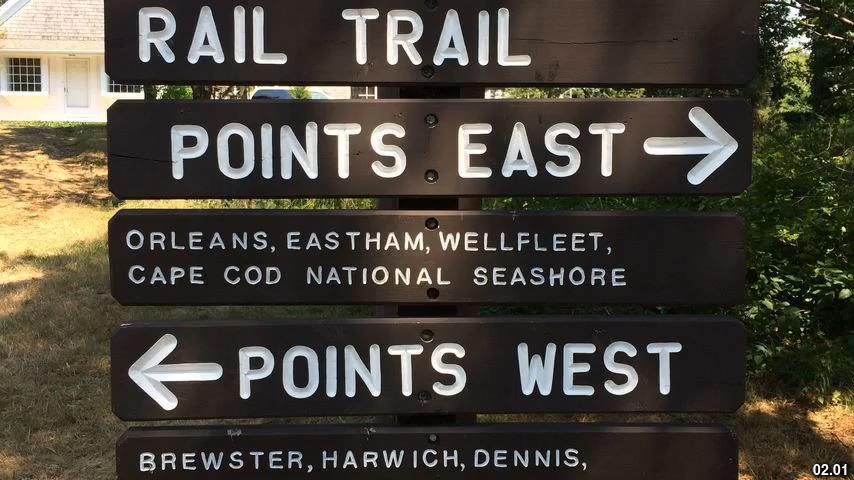 RAIL TRAIL
POINTS EAST →
ORLEANS, EASTHAM, WELLFLEET,
CAPE COD NATIONAL SEASHORE
← POINTS WEST
BREWSTER, HARWICH, DENNIS,
02.01